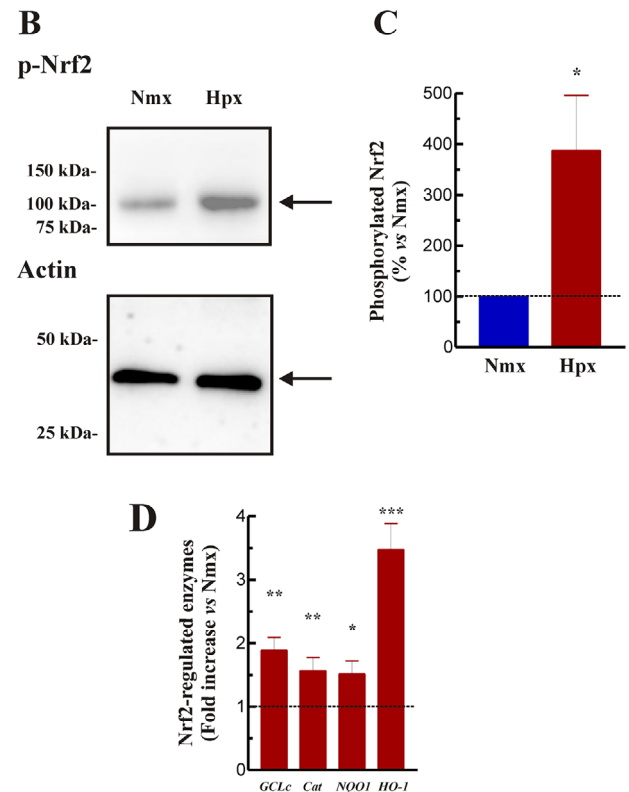 B
p-Nrf2
Nmx Hpx
150 kDa-
100 kDa-
75 kDa-
Actin
50 kDa-
25 kDa-
C
*
Phosphorylated Nrf2
(% vs Nmx)
500
400
300
200
100
0
Nmx Hpx
D
Nrf2-regulated enzymes
(Fold increase vs Nmx)
4
3
2
1
0
** ** * ***
GCLc Cat NQO1 HO-1